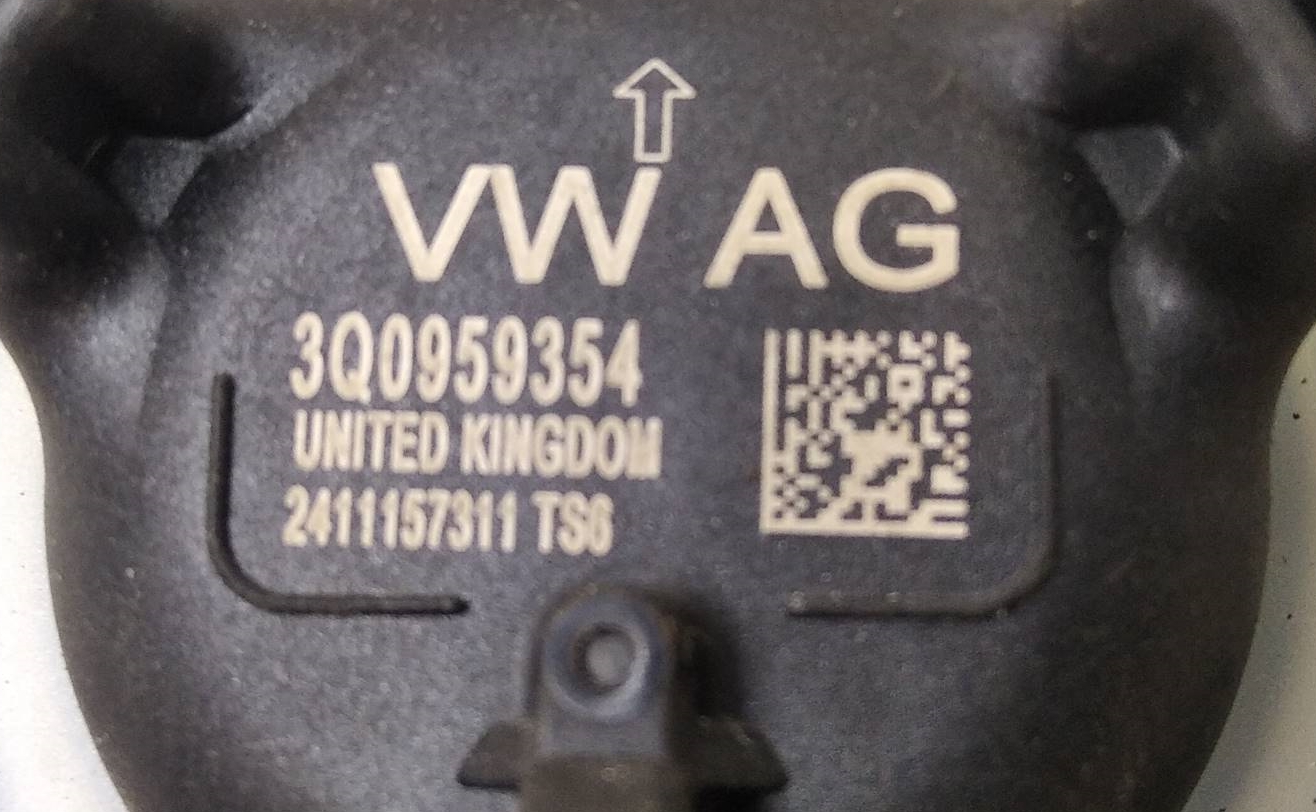 VW AG
3Q0959354
UNITED KINGDOM
2411157311 TS6